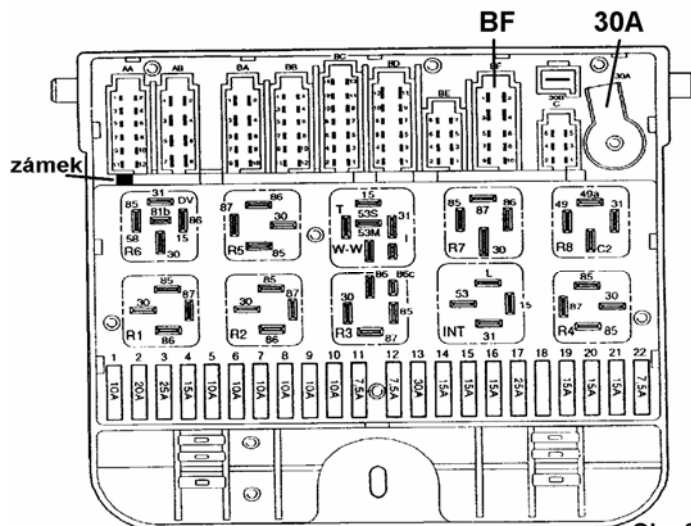 BF 30A
AA AB BA BB BC BD BE BF 30B C 30A
zámek
31 DV 86 15 49a
85 81b 86 87 30 T 53S 31 85 87 86 49 31
58 15 85 53M
R6 30 R5 W-W I R7 30 R8 C2
85 85 86 86c L 85
30 87 30 87 30 85 53 15 87 30
R1 86 R2 86 R3 87 INT 31 R4 85
1 2 3 4 5 6 7 8 9 10 11 12 13 14 15 16 17 18 19 20 21 22
10A 20A 25A 15A 10A 10A 10A 10A 10A 10A 7.5A 7.5A 30A 15A 15A 15A 25A 15A 15A 15A 7.5A